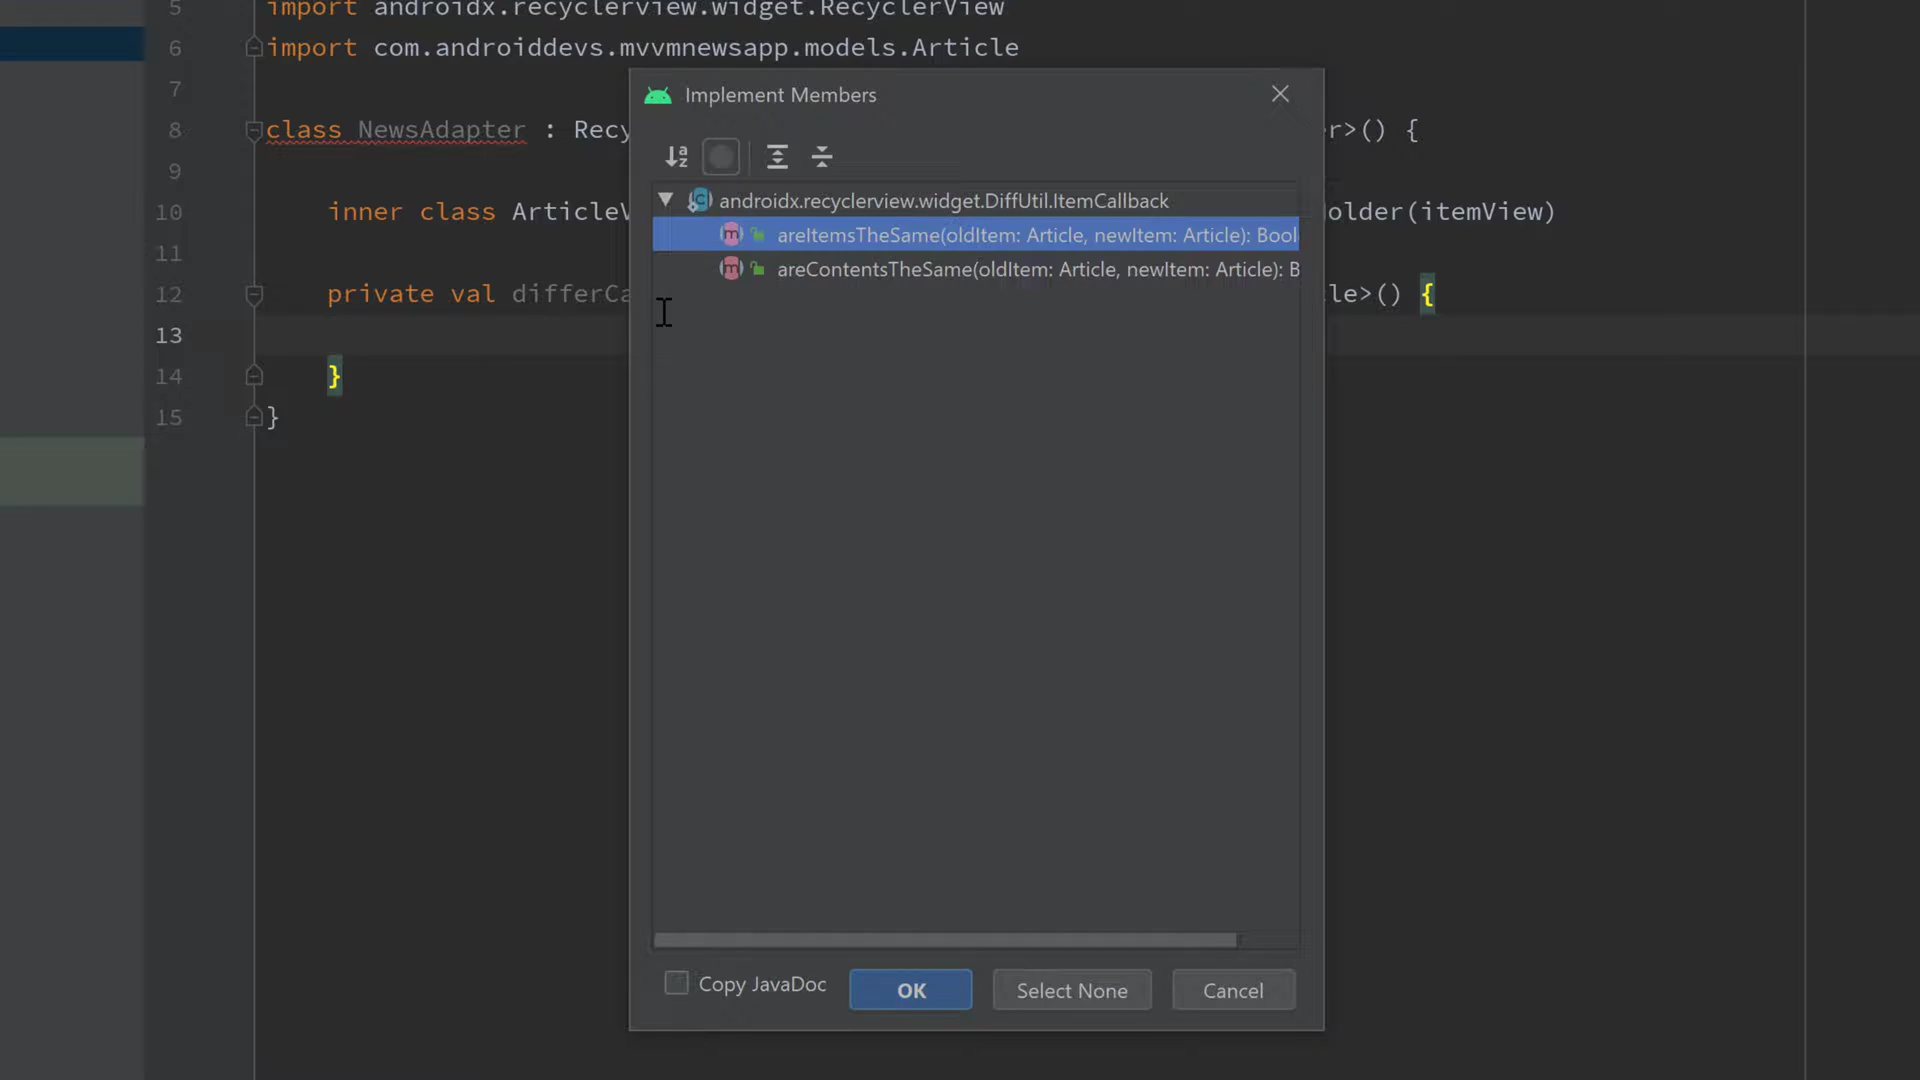 5 import androidx.recyclerview.widget.RecyclerView
6 import com.androiddevs.mvvmnewsapp.models.Article
7
8 class NewsAdapter : Recy r>() {
9
10 inner class ArticleV older(itemView)
11
12 private val differCa le>() {
13
14 }
15 }
Implement Members
androidx.recyclerview.widget.DiffUtil.ItemCallback
areItemsTheSame(oldItem: Article, newItem: Article): Bool
areContentsTheSame(oldItem: Article, newItem: Article): B
Copy JavaDoc OK Select None Cancel